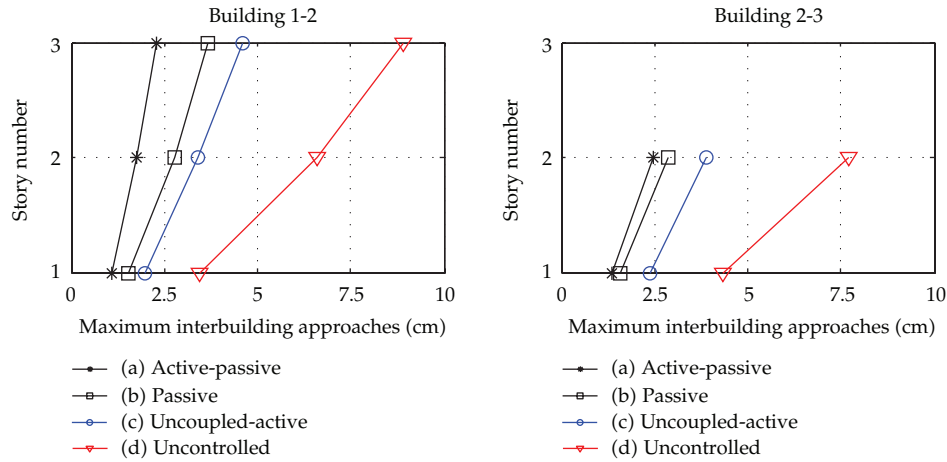 Building 1-2
3
2
1
Story number
0
2.5
5
7.5
10
Maximum interbuilding approaches (cm)
(a) Active-passive
(b) Passive
(c) Uncoupled-active
(d) Uncontrolled
Building 2-3
3
2
1
Story number
0
2.5
5
7.5
10
Maximum interbuilding approaches (cm)
(a) Active-passive
(b) Passive
(c) Uncoupled-active
(d) Uncontrolled